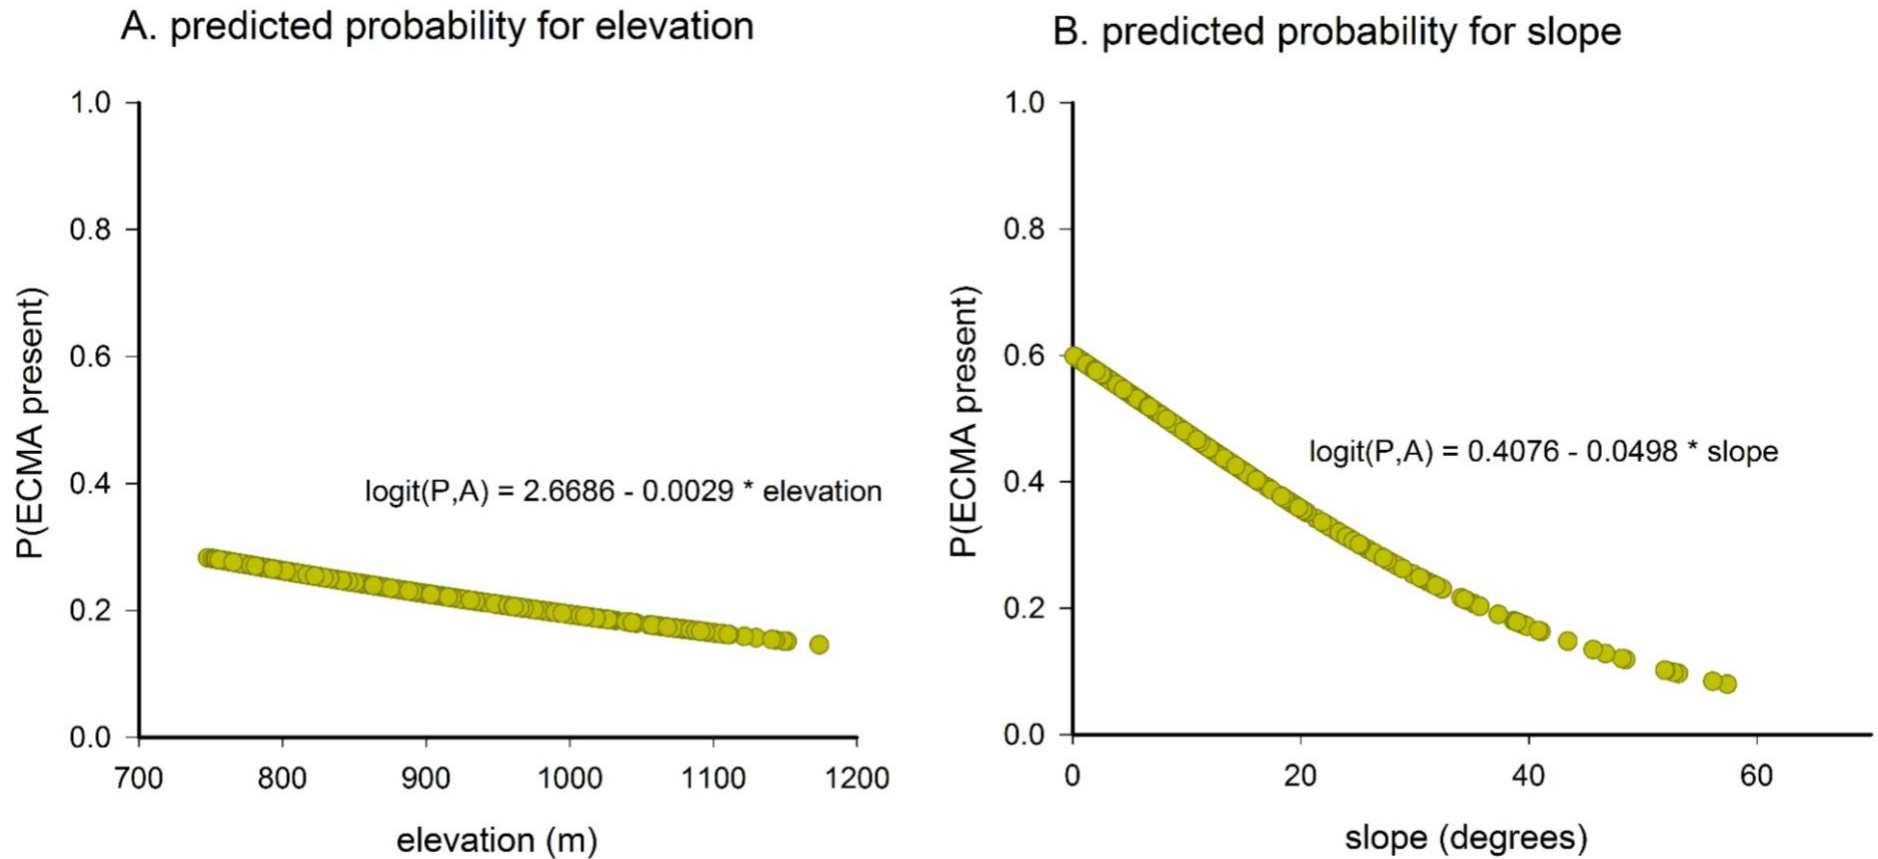 A. predicted probability for elevation
1.0
0.8
0.6
0.4
0.2
0.0
P(ECMA present)
logit(P,A) = 2.6686 - 0.0029 * elevation
700 800 900 1000 1100 1200
elevation (m)
B. predicted probability for slope
1.0
0.8
0.6
0.4
0.2
0.0
P(ECMA present)
logit(P,A) = 0.4076 - 0.0498 * slope
0 20 40 60
slope (degrees)